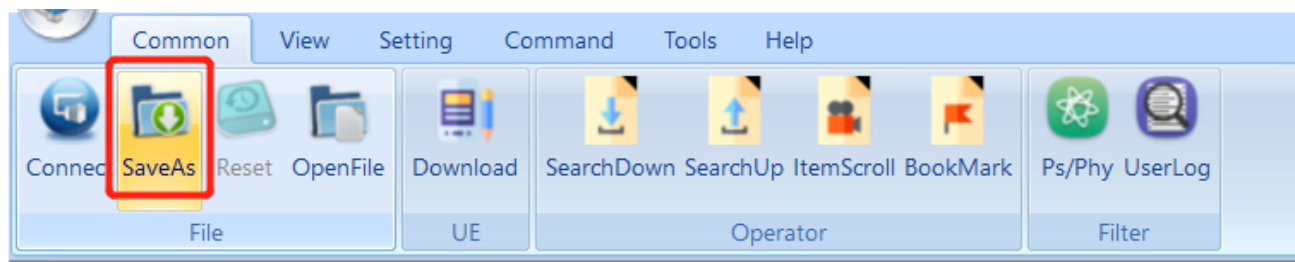 Common View Setting Command Tools Help
Connect SaveAs Reset OpenFile Download SearchDown SearchUp ItemScroll BookMark Ps/Phy UserLog
File UE Operator Filter